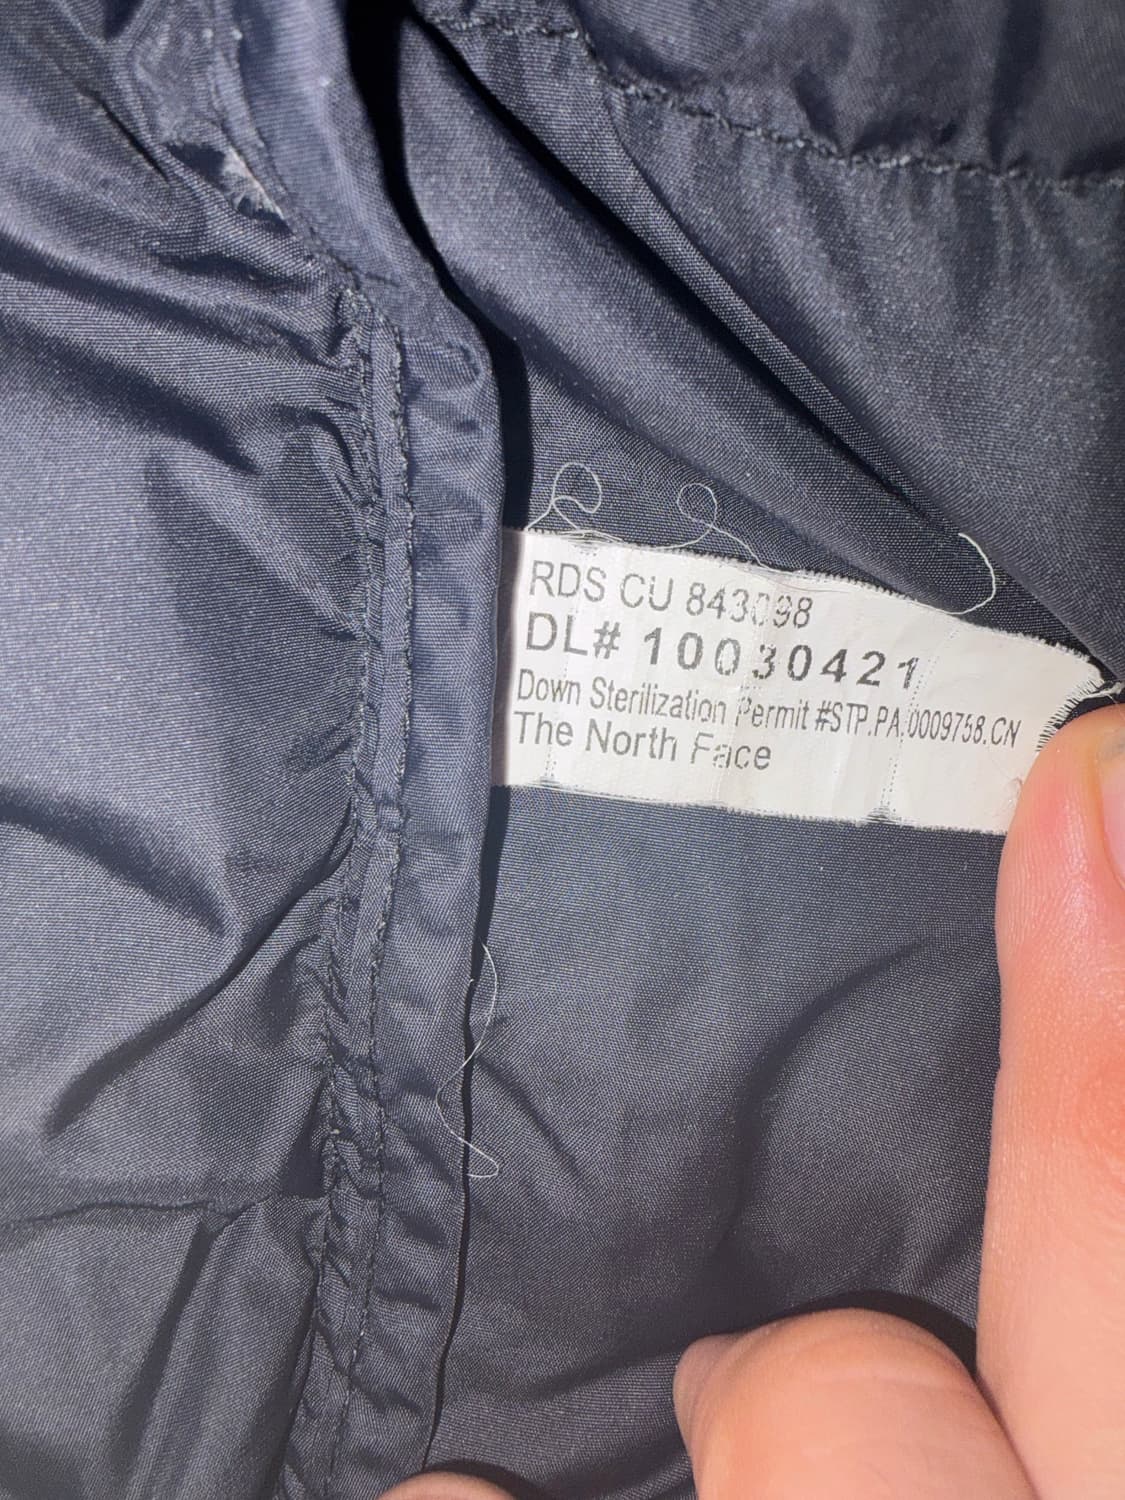 RDS CU 843098
DL# 10030421
Down Sterilization Permit #STP.PA.0009758.CN
The North Face